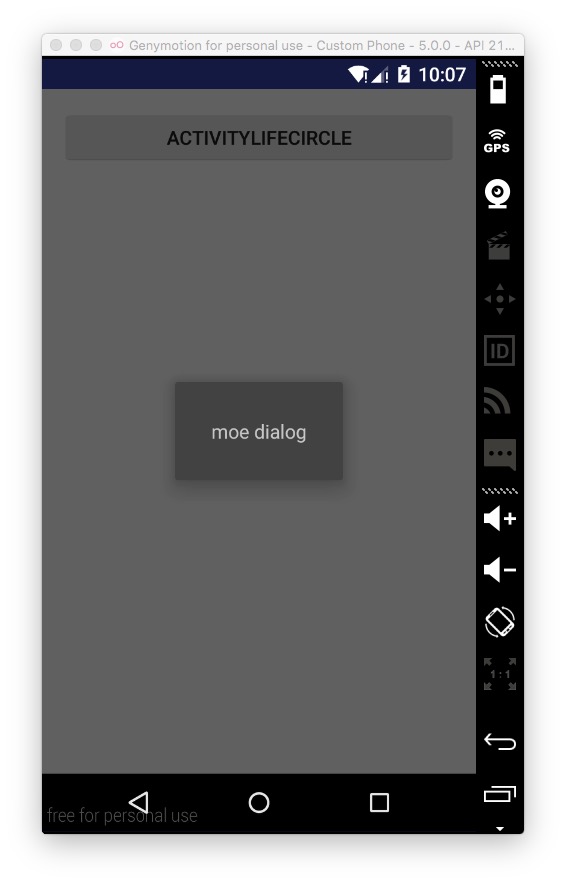 Genymotion for personal use - Custom Phone - 5.0.0 - API 21...
10:07
ACTIVITYLIFECIRCLE
GPS
ID
moe dialog
1:1
free for personal use